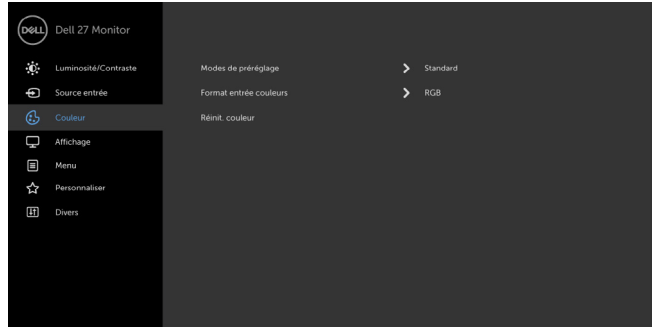 DELL Dell 27 Monitor
Luminosité/Contraste
Source entrée
Couleur
Affichage
Menu
Personnaliser
Divers
Modes de préréglage Standard
Format entrée couleurs RGB
Réinit. couleur